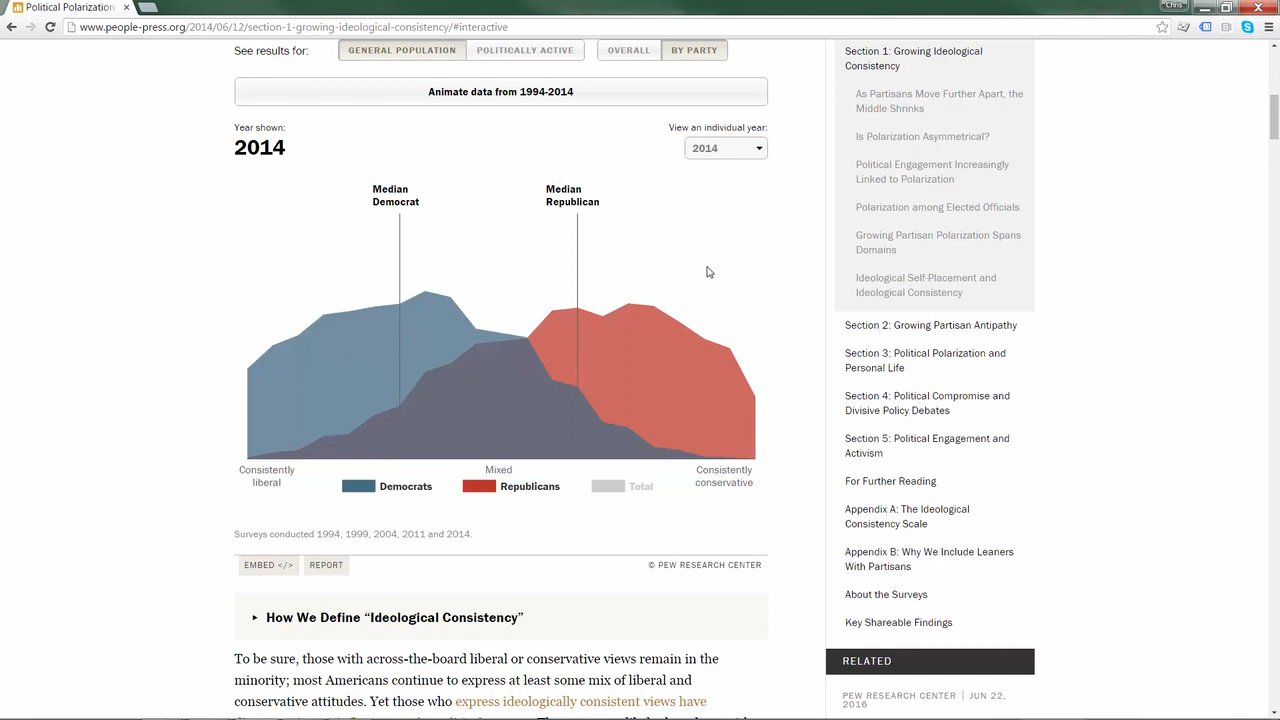 Political Polarization
Chris
www.people-press.org/2014/06/12/section-1-growing-ideological-consistency/#interactive
See results for:
GENERAL POPULATION
POLITICALLY ACTIVE
OVERALL
BY PARTY
Animate data from 1994-2014
Year shown:
2014
View an individual year:
2014
Median
Democrat
Median
Republican
Consistently
liberal
Mixed
Consistently
conservative
Democrats
Republicans
Total
Surveys conducted 1994, 1999, 2004, 2011 and 2014.
EMBED </>
REPORT
© PEW RESEARCH CENTER
How We Define “Ideological Consistency”
To be sure, those with across-the-board liberal or conservative views remain in the
minority; most Americans continue to express at least some mix of liberal and
conservative attitudes. Yet those who express ideologically consistent views have
Section 1: Growing Ideological
Consistency
As Partisans Move Further Apart, the
Middle Shrinks
Is Polarization Asymmetrical?
Political Engagement Increasingly
Linked to Polarization
Polarization among Elected Officials
Growing Partisan Polarization Spans
Domains
Ideological Self-Placement and
Ideological Consistency
Section 2: Growing Partisan Antipathy
Section 3: Political Polarization and
Personal Life
Section 4: Political Compromise and
Divisive Policy Debates
Section 5: Political Engagement and
Activism
For Further Reading
Appendix A: The Ideological
Consistency Scale
Appendix B: Why We Include Leaners
With Partisans
About the Surveys
Key Shareable Findings
RELATED
PEW RESEARCH CENTER | JUN 22,
2016